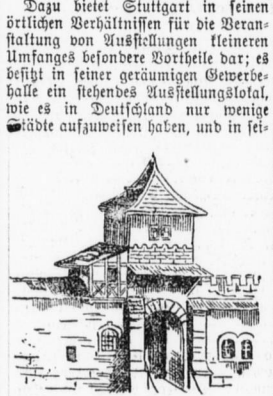 Dazu bietet Stuttgart in seinen
örtlichen Verhältnissen für die Veran-
staltung von Ausstellungen kleineren
Umfanges besondere Vortheile dar; es
besitzt in seiner geräumigen Gewerbe-
halle ein stehendes Ausstellungslokal,
wie es in Deutschland nur wenige
Städte aufzuweisen haben, und in sei-